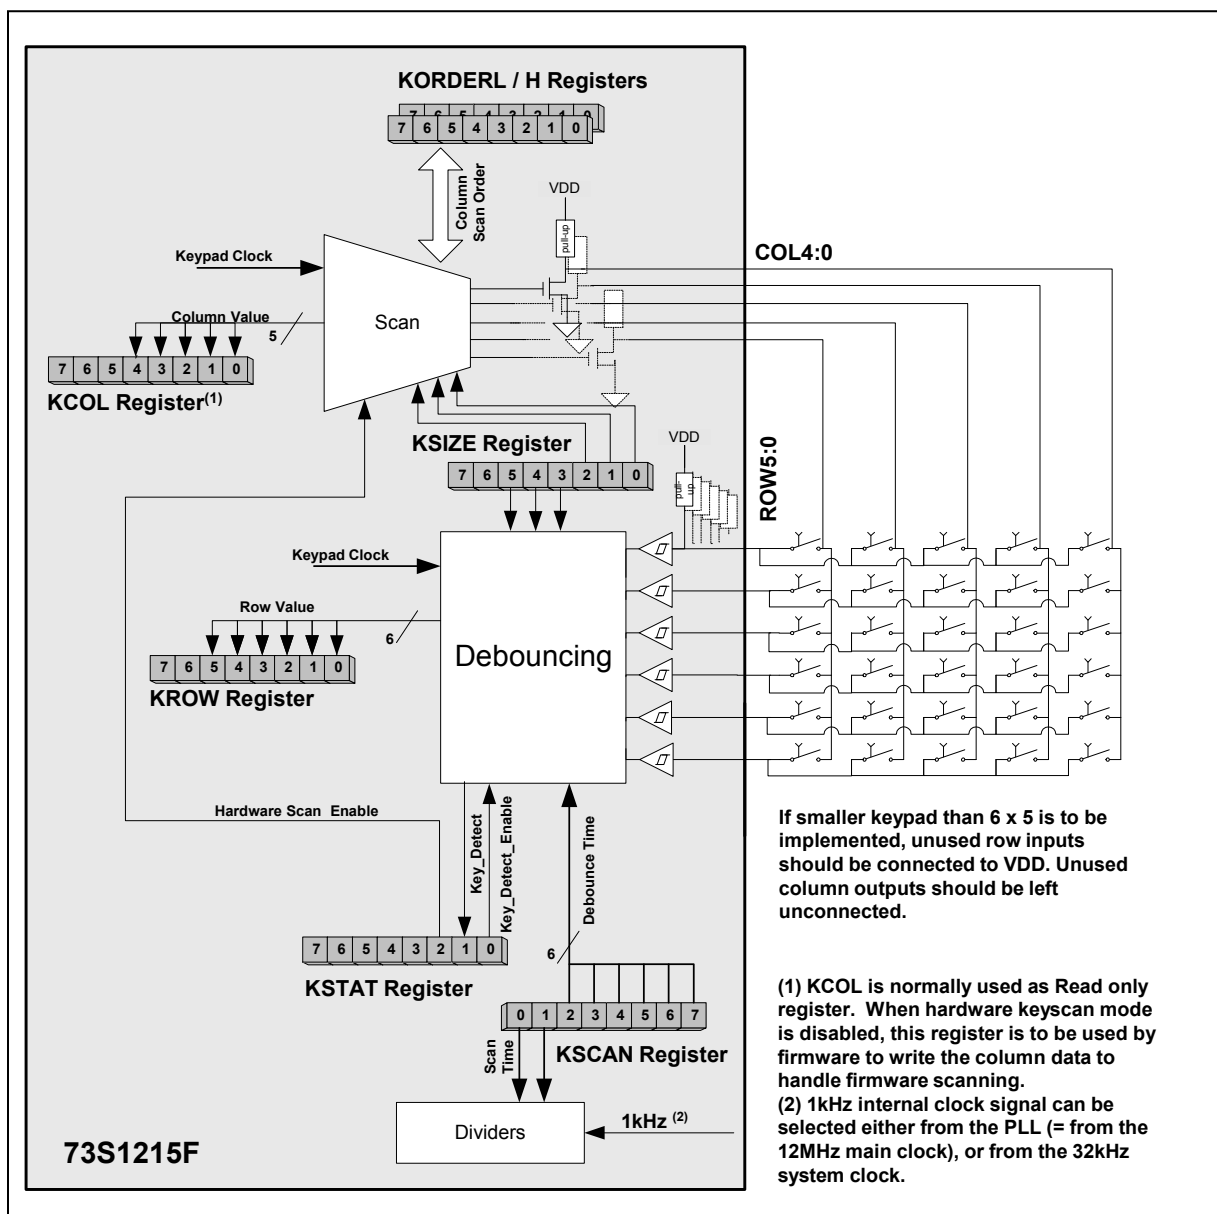 KORDERL / H Registers
7 6 5 4 3 2 1 0
7 6 5 4 3 2 1 0
Column
Scan Order
VDD
pull-up
COL4:0
Keypad Clock
Scan
Column Value
5
7 6 5 4 3 2 1 0
KCOL Register(1)
KSIZE Register
7 6 5 4 3 2 1 0
VDD
pull-
up
ROW5:0
Keypad Clock
Row Value
6
7 6 5 4 3 2 1 0
KROW Register
Debouncing
Hardware Scan Enable
Key_Detect
Key_Detect_Enable
Debounce Time
6
7 6 5 4 3 2 1 0
KSTAT Register
0 1 2 3 4 5 6 7
KSCAN Register
Scan
Time
Dividers
1kHz (2)
73S1215F
If smaller keypad than 6 x 5 is to be
implemented, unused row inputs
should be connected to VDD. Unused
column outputs should be left
unconnected.
(1) KCOL is normally used as Read only
register. When hardware keyscan mode
is disabled, this register is to be used by
firmware to write the column data to
handle firmware scanning.
(2) 1kHz internal clock signal can be
selected either from the PLL (= from the
12MHz main clock), or from the 32kHz
system clock.